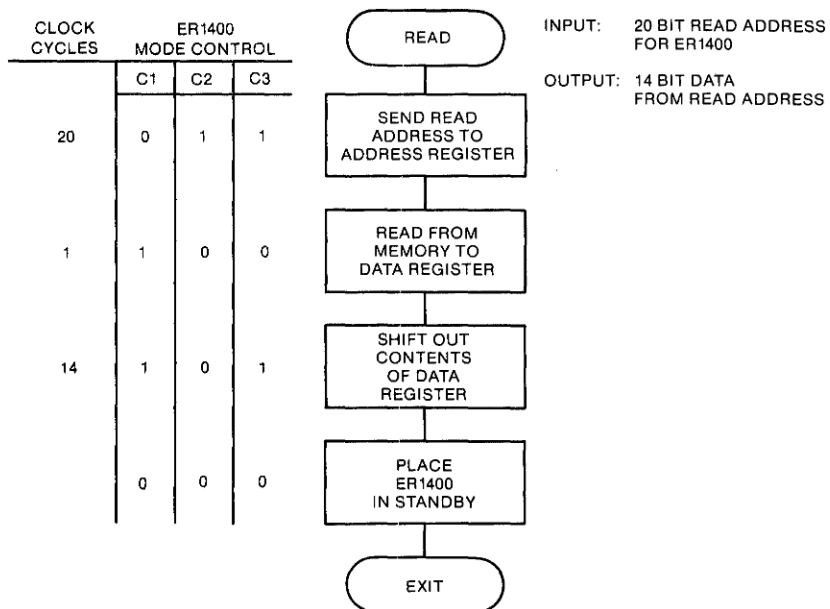 CLOCK CYCLES
ER1400 MODE CONTROL
C1 C2 C3
20 0 1 1
1 1 0 0
14 1 0 1
0 0 0
READ
SEND READ
ADDRESS TO
ADDRESS REGISTER
READ FROM
MEMORY TO
DATA REGISTER
SHIFT OUT
CONTENTS
OF DATA
REGISTER
PLACE
ER1400
IN STANDBY
EXIT
INPUT: 20 BIT READ ADDRESS
FOR ER1400
OUTPUT: 14 BIT DATA
FROM READ ADDRESS